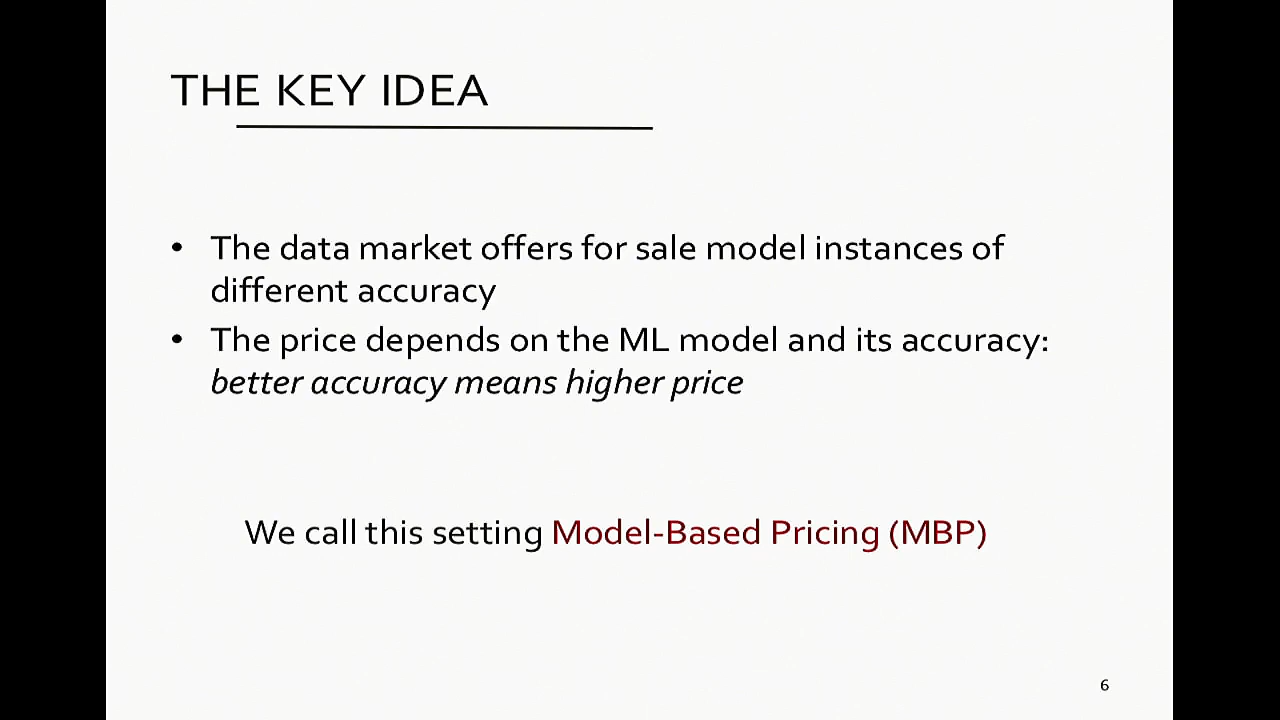 THE KEY IDEA
• The data market offers for sale model instances of
different accuracy
• The price depends on the ML model and its accuracy:
better accuracy means higher price
We call this setting Model-Based Pricing (MBP)
6